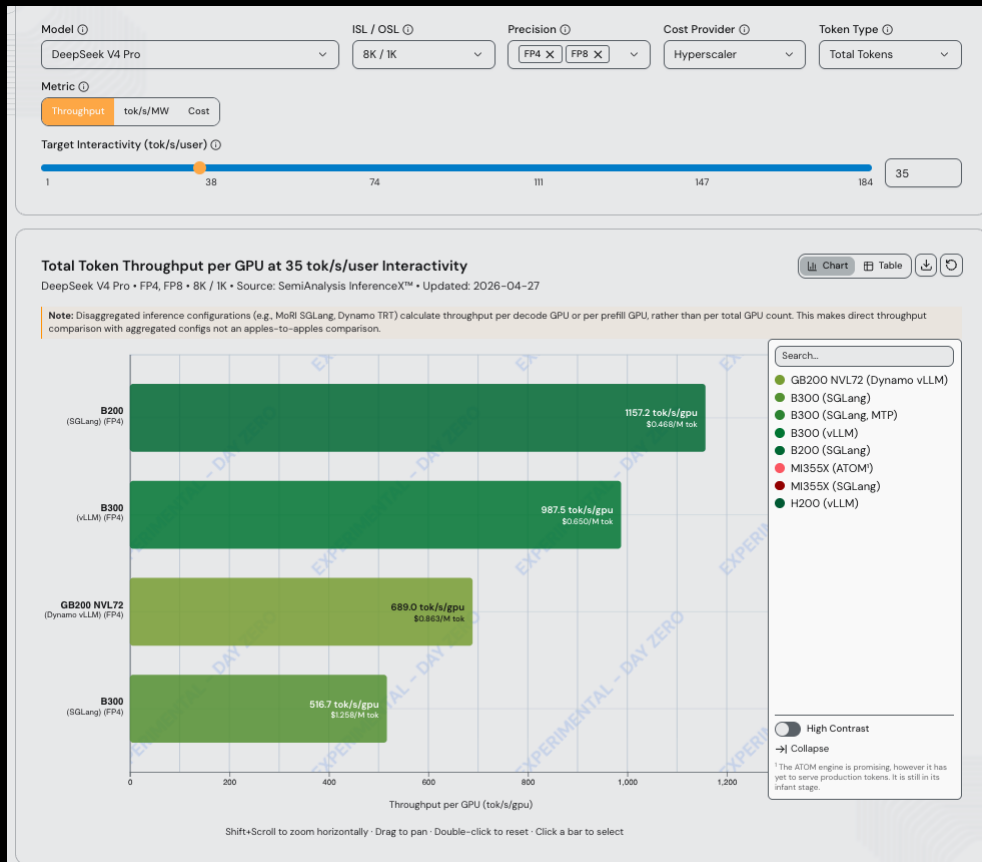 Model ⓘ
DeepSeek V4 Pro
ISL / OSL ⓘ
8K / 1K
Precision ⓘ
FP4 ✕ FP8 ✕
Cost Provider ⓘ
Hyperscaler
Token Type ⓘ
Total Tokens
Metric ⓘ
Throughput tok/s/MW Cost
Target Interactivity (tok/s/user) ⓘ
1 38 74 111 147 184
35
Total Token Throughput per GPU at 35 tok/s/user Interactivity
Chart Table
DeepSeek V4 Pro • FP4, FP8 • 8K / 1K • Source: SemiAnalysis InferenceX™ • Updated: 2026-04-27
Note: Disaggregated inference configurations (e.g., MoRI SGLang, Dynamo TRT) calculate throughput per decode GPU or per prefill GPU, rather than per total GPU count. This makes direct throughput
comparison with aggregated configs not an apples-to-apples comparison.
B200
(SGLang) (FP4)
1157.2 tok/s/gpu
$0.468/M tok
B300
(vLLM) (FP4)
987.5 tok/s/gpu
$0.650/M tok
GB200 NVL72
(Dynamo vLLM) (FP4)
689.0 tok/s/gpu
$0.863/M tok
B300
(SGLang) (FP4)
516.7 tok/s/gpu
$1.258/M tok
EXPERIMENTAL - DAY ZERO
0 200 400 600 800 1,000 1,200
Throughput per GPU (tok/s/gpu)
Shift+Scroll to zoom horizontally · Drag to pan · Double-click to reset · Click a bar to select
Search...
GB200 NVL72 (Dynamo vLLM)
B300 (SGLang)
B300 (SGLang, MTP)
B300 (vLLM)
B200 (SGLang)
MI355X (ATOM¹)
MI355X (SGLang)
H200 (vLLM)
High Contrast
Collapse
¹ The ATOM engine is promising, however it has
yet to serve production tokens. It is still in its
infant stage.